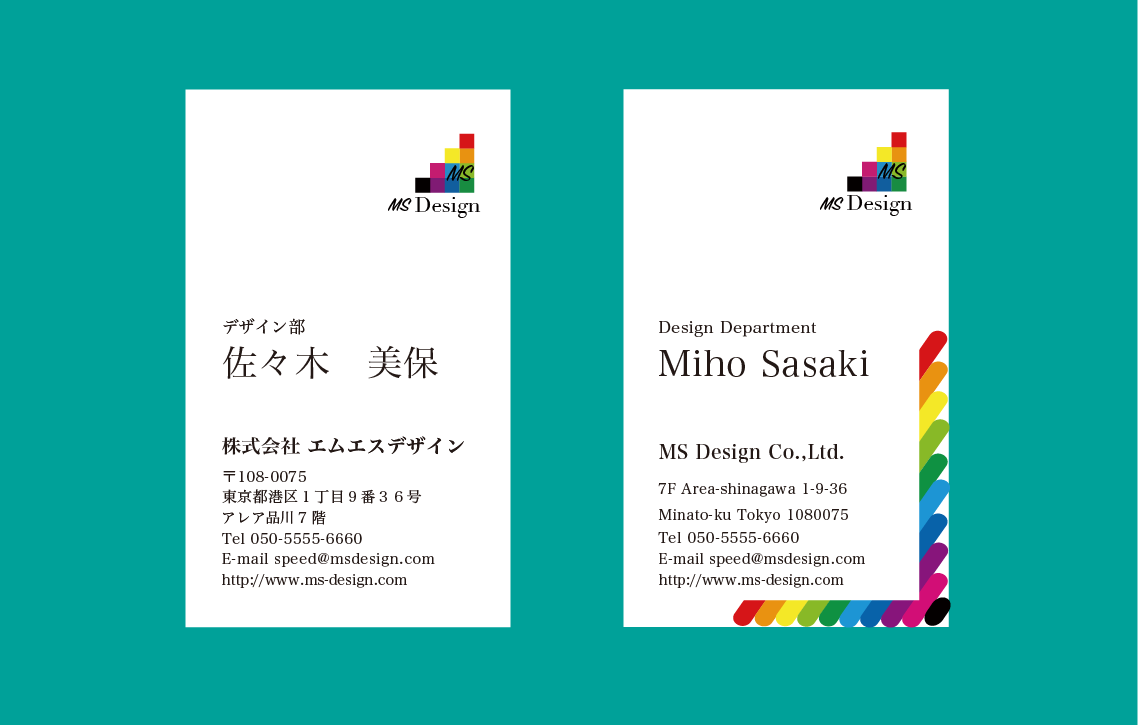 MS
MS Design
デザイン部
佐々木　美保
株式会社 エムエスデザイン
〒108-0075
東京都港区１丁目９番３６号
アレア品川７階
Tel 050-5555-6660
E-mail speed@msdesign.com
http://www.ms-design.com
MS
MS Design
Design Department
Miho Sasaki
MS Design Co.,Ltd.
7F Area-shinagawa 1-9-36
Minato-ku Tokyo 1080075
Tel 050-5555-6660
E-mail speed@msdesign.com
http://www.ms-design.com